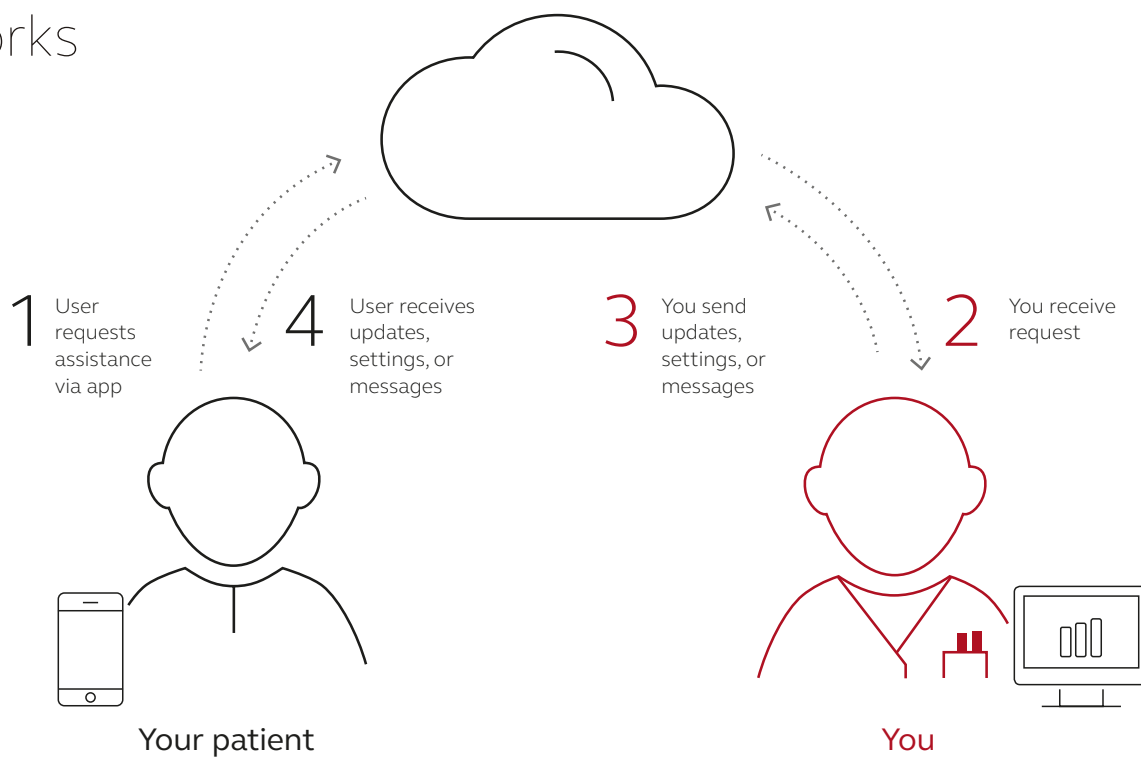 orks
1
User
requests
assistance
via app
4
User receives
updates,
settings, or
messages
3
You send
updates,
settings, or
messages
2
You receive
request
Your patient
You